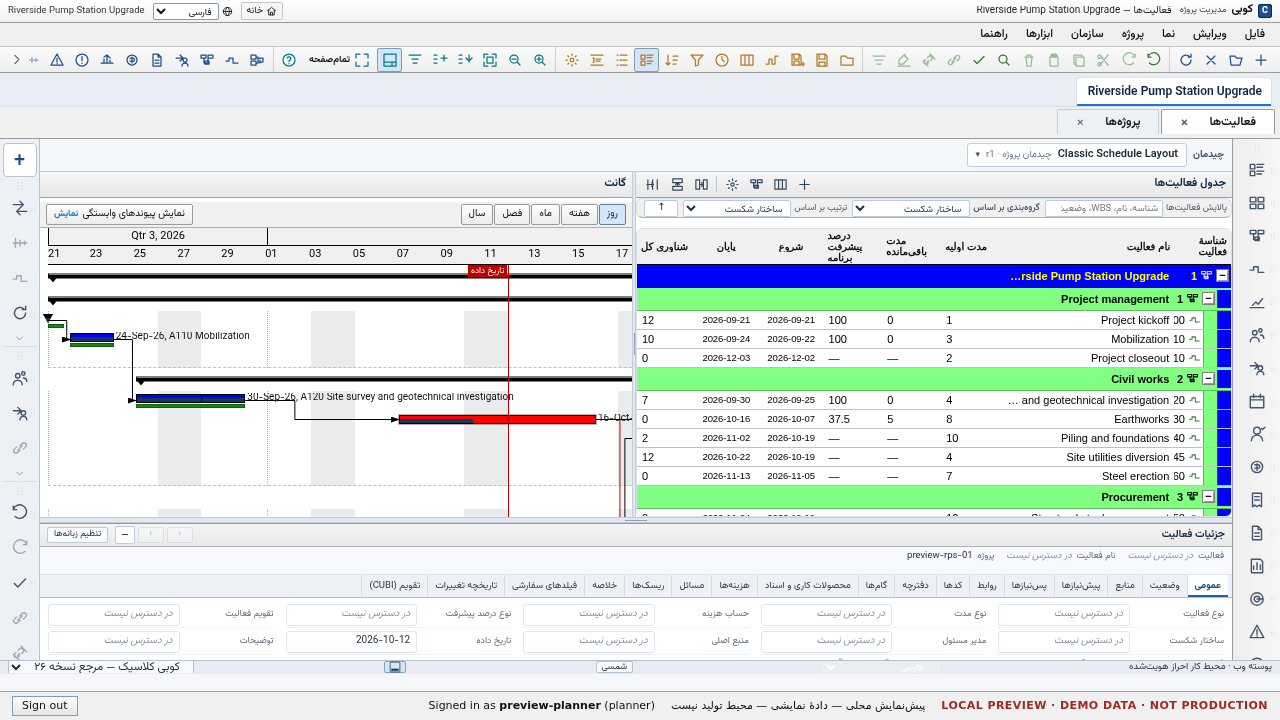 کوبی مدیریت پروژه فعالیت‌ها — Riverside Pump Station Upgrade
خانه فارسی Riverside Pump Station Upgrade
فایل ویرایش نما پروژه سازمان ابزارها راهنما
تمام‌صفحه
Riverside Pump Station Upgrade
فعالیت‌ها × پروژه‌ها ×
چیدمان Classic Schedule Layout چیدمان پروژه · r1
جدول فعالیت‌ها
پالایش فعالیت‌ها شناسه، نام، WBS، وضعیت گروه‌بندی بر اساس ساختار شکست ترتیب بر اساس ساختار شکست ↑
شناسهٔ فعالیت نام فعالیت مدت اولیه مدت باقی‌مانده درصد پیشرفت برنامه شروع پایان شناوری کل
1 ...rside Pump Station Upgrade
1 Project management
00 Project kickoff 1 0 100 2026-09-21 2026-09-21 12
10 Mobilization 3 0 100 2026-09-22 2026-09-24 10
10 Project closeout 2 — — 2026-12-02 2026-12-03 0
2 Civil works
20 ... and geotechnical investigation 4 0 100 2026-09-25 2026-09-30 7
30 Earthworks 8 5 37.5 2026-10-07 2026-10-16 0
40 Piling and foundations 10 — — 2026-10-19 2026-11-02 2
45 Site utilities diversion 4 — — 2026-10-19 2026-10-22 12
60 Steel erection 7 — — 2026-11-05 2026-11-13 0
3 Procurement
گانت
روز هفته ماه فصل سال نمایش پیوندهای وابستگی نمایش
Qtr 3, 2026
21 23 25 27 29 01 03 05 07 09 11 13 15 17
تاریخ داده
24-Sep-26, A110 Mobilization
30-Sep-26, A120 Site survey and geotechnical investigation
16-Oct-
جزئیات فعالیت تنظیم زبانه‌ها
فعالیت در دسترس نیست نام فعالیت در دسترس نیست پروژه preview-rps-01
عمومی وضعیت منابع پیش‌نیازها پس‌نیازها روابط کدها دفترچه گام‌ها محصولات کاری و اسناد هزینه‌ها مسائل ریسک‌ها خلاصه فیلدهای سفارشی تاریخچه تغییرات تقویم (CUBI)
نوع فعالیت در دسترس نیست نوع مدت در دسترس نیست حساب هزینه در دسترس نیست نوع درصد پیشرفت در دسترس نیست تقویم فعالیت در دسترس نیست
ساختار شکست در دسترس نیست مدیر مسئول در دسترس نیست منبع اصلی در دسترس نیست تاریخ داده 2026-10-12 توضیحات در دسترس نیست
پوسته وب · محیط کار احراز هویت‌شده فارسی شمسی کوبی کلاسیک — مرجع نسخه ۲۶
LOCAL PREVIEW · DEMO DATA · NOT PRODUCTION پیش‌نمایش محلی — دادهٔ نمایشی — محیط تولید نیست Signed in as preview-planner (planner) Sign out